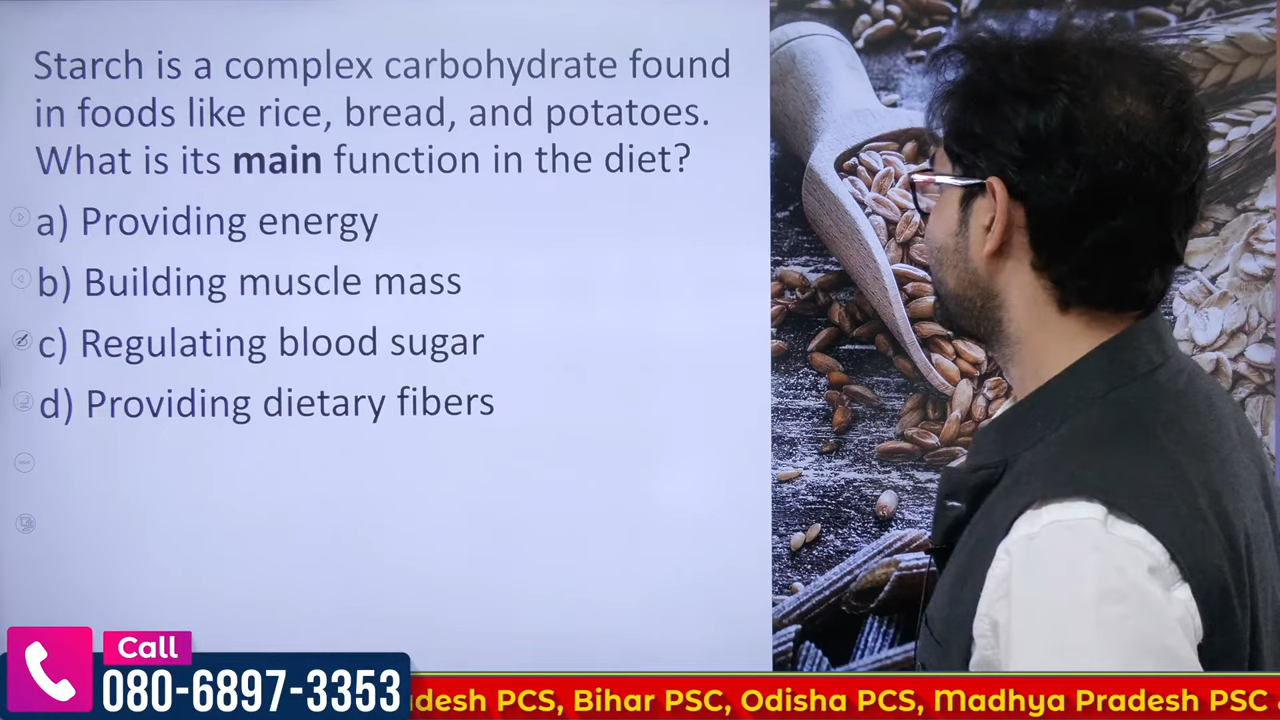 Starch is a complex carbohydrate found
in foods like rice, bread, and potatoes.
What is its main function in the diet?
a) Providing energy
b) Building muscle mass
c) Regulating blood sugar
d) Providing dietary fibers
Call
080-6897-3353
PCS, Bihar PSC, Odisha PCS, Madhya Pradesh PSC